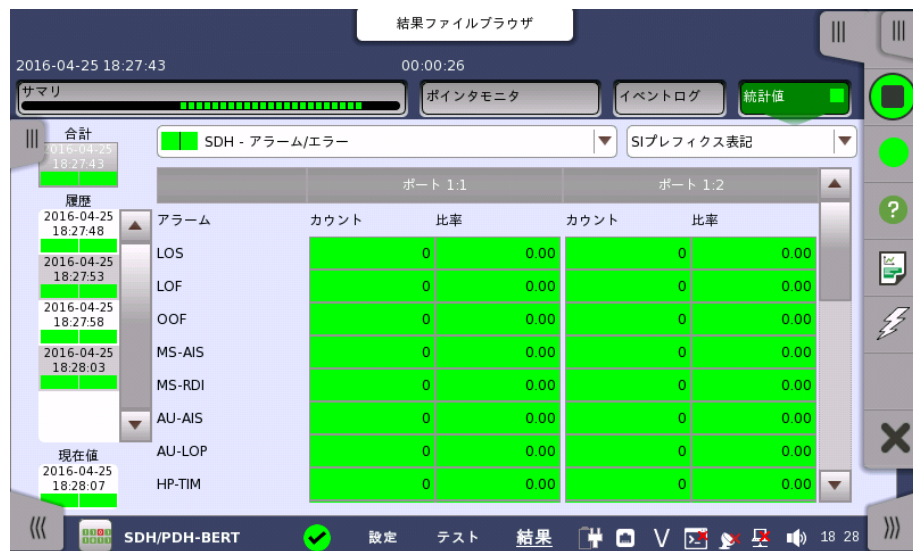 結果ファイルブラウザ
2016-04-25 18:27:43 00:00:26
サマリ ポインタモニタ イベントログ 統計値
合計
2016-04-25
18:27:43
SDH - アラーム/エラー SIプレフィクス表記
ポート 1:1 ポート 1:2
履歴
2016-04-25
18:27:48
2016-04-25
18:27:53
2016-04-25
18:27:58
2016-04-25
18:28:03
アラーム カウント 比率 カウント 比率
LOS 0 0.00 0 0.00
LOF 0 0.00 0 0.00
OOF 0 0.00 0 0.00
MS-AIS 0 0.00 0 0.00
MS-RDI 0 0.00 0 0.00
AU-AIS 0 0.00 0 0.00
AU-LOP 0 0.00 0 0.00
HP-TIM 0 0.00 0 0.00
現在値
2016-04-25
18:28:07
SDH/PDH-BERT 設定 テスト 結果 18 28